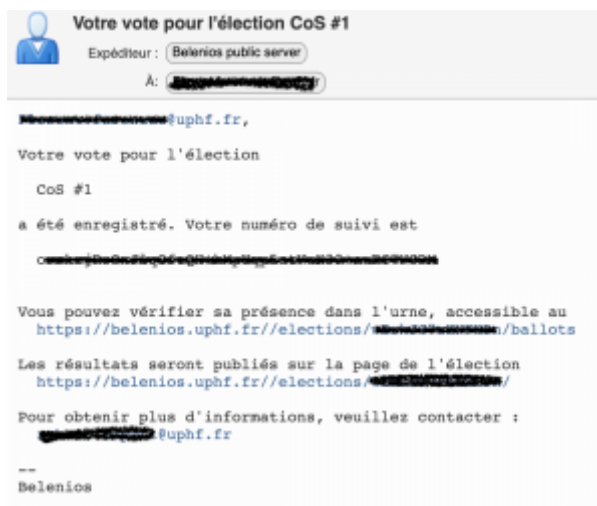 Votre vote pour l'élection CoS #1
Expéditeur : Belenios public server
À:
@uphf.fr,
Votre vote pour l'élection
CoS #1
a été enregistré. Votre numéro de suivi est
Vous pouvez vérifier sa présence dans l'urne, accessible au
https://belenios.uphf.fr//elections/ /ballots
Les résultats seront publiés sur la page de l'élection
https://belenios.uphf.fr//elections/ /
Pour obtenir plus d'informations, veuillez contacter :
@uphf.fr
--
Belenios